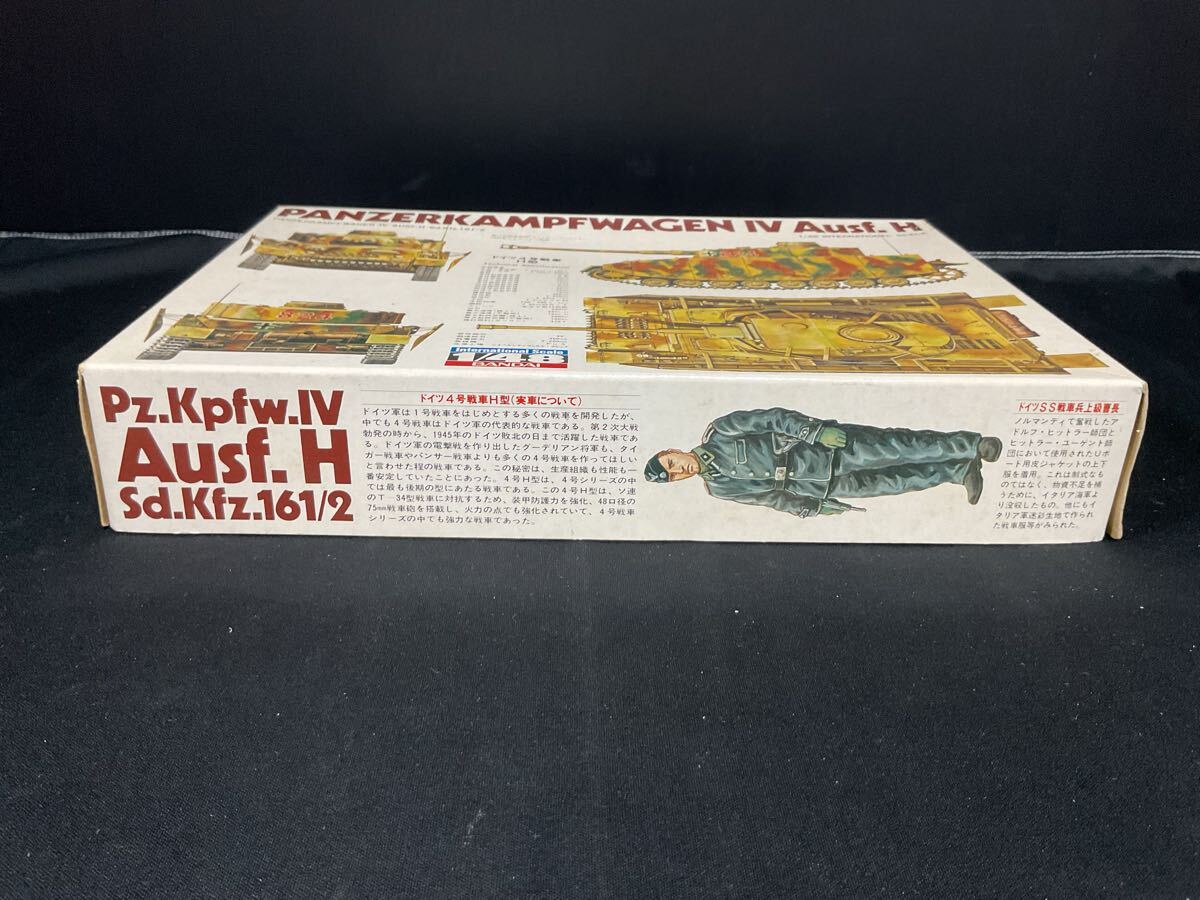 PANZERKAMPFWAGEN IV Ausf. H
1/48 INTERNATIONAL SCALE
ドイツ4号戦車
H型
824
International Scale
1/48
BANDAI
Pz.Kpfw.IV
Ausf. H
Sd.Kfz.161/2
ドイツ4号戦車H型(実車について)
ドイツ軍は1号戦車をはじめとする多くの戦車を開発したが、
中でも4号戦車はドイツ軍の代表的な戦車である。第2次大戦
勃発の時から、1945年のドイツ敗北の日まで活躍した戦車であ
る。ドイツ軍の電撃戦を作り出したグーデリアン将軍も、タイ
ガー戦車やパンサー戦車よりも多くの4号戦車を作ってほしい
と言わせた程の戦車である。この秘密は、生産組織も性能も一
番安定していたことにあった。4号H型は、4号シリーズの中
では最も後期の型にあたる戦車である。この4号H型は、ソ連
のT—34型戦車に対抗するため、装甲防護力を強化、48口径の
75mm戦車砲を搭載し、火力の点でも強化されていて、4号戦車
シリーズの中でも強力な戦車であった。
ドイツSS戦車兵上級曹長
ノルマンディで奮戦したア
ドルフ・ヒットラー師団と
ヒットラー・ユーゲント師
団において使用されたUボ
ート用皮ジャケットの上下
服を着用。これは制式なも
のではなく、物資不足を補
うために、イタリア海軍よ
り没収したもの。他にもイ
タリア軍迷彩生地で作られ
た戦車服等がみられた。